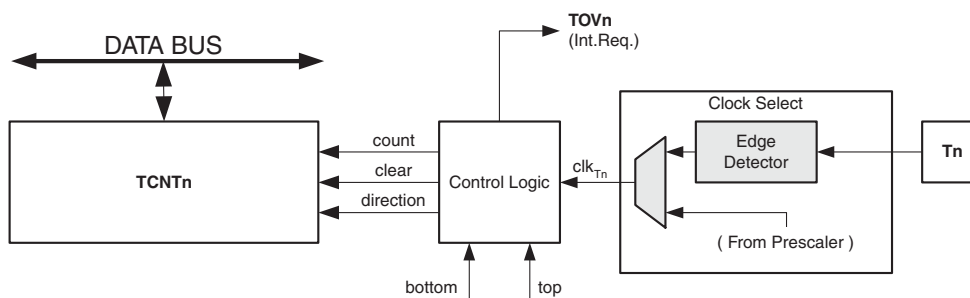 TOVn
(Int.Req.)
DATA BUS
Clock Select
TCNTn
count
clear
direction
Control Logic
clkTn
Edge
Detector
Tn
( From Prescaler )
bottom
top